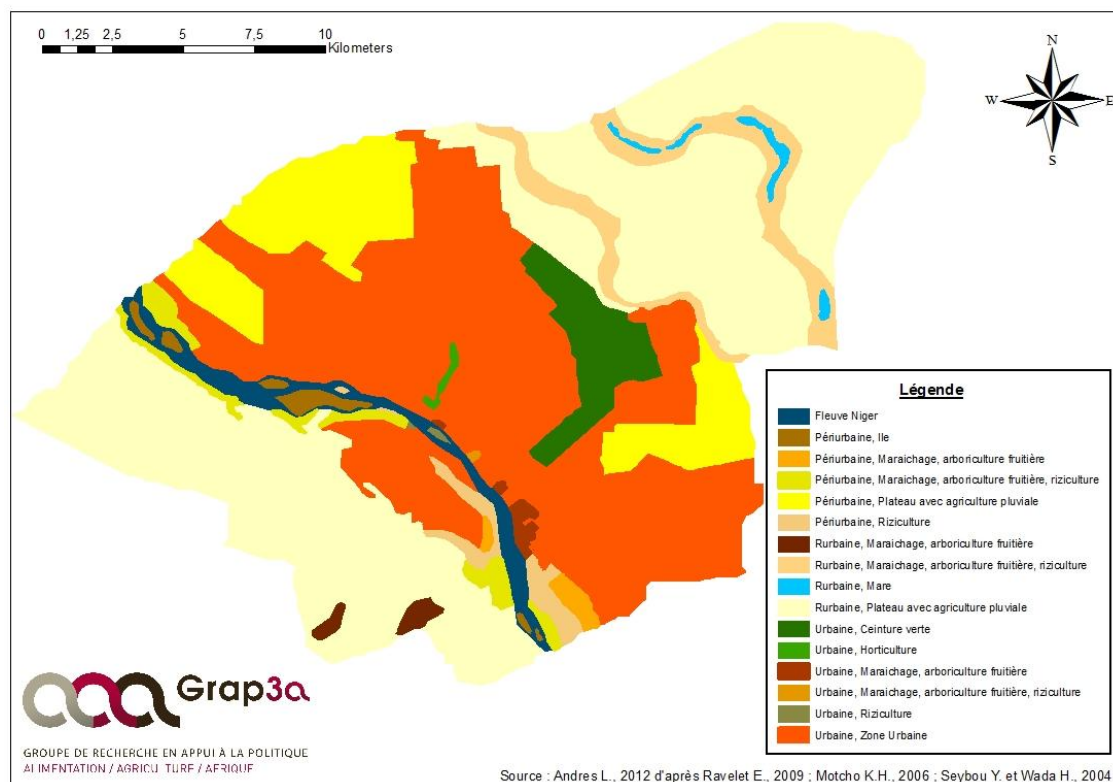 0 1,25 2,5 5 7,5 10
Kilometers
N
W E
S
Légende
Fleuve Niger
Périurbaine, Ile
Périurbaine, Maraichage, arboriculture fruitière
Périurbaine, Maraichage, arboriculture fruitière, riziculture
Périurbaine, Plateau avec agriculture pluviale
Périurbaine, Riziculture
Rurbaine, Maraichage, arboriculture fruitière
Rurbaine, Maraichage, arboriculture fruitière, riziculture
Rurbaine, Mare
Rurbaine, Plateau avec agriculture pluviale
Urbaine, Ceinture verte
Urbaine, Horticulture
Urbaine, Maraichage, arboriculture fruitière
Urbaine, Maraichage, arboriculture fruitière, riziculture
Urbaine, Riziculture
Urbaine, Zone Urbaine
Grap3a
GROUPE DE RECHERCHE EN APPUI À LA POLITIQUE
ALIMENTATION / AGRICULTURE / AFRIQUE
Source : Andres L., 2012 d'après Ravelet E., 2009 ; Motcho K.H., 2006 ; Seybou Y. et Wada H., 2004